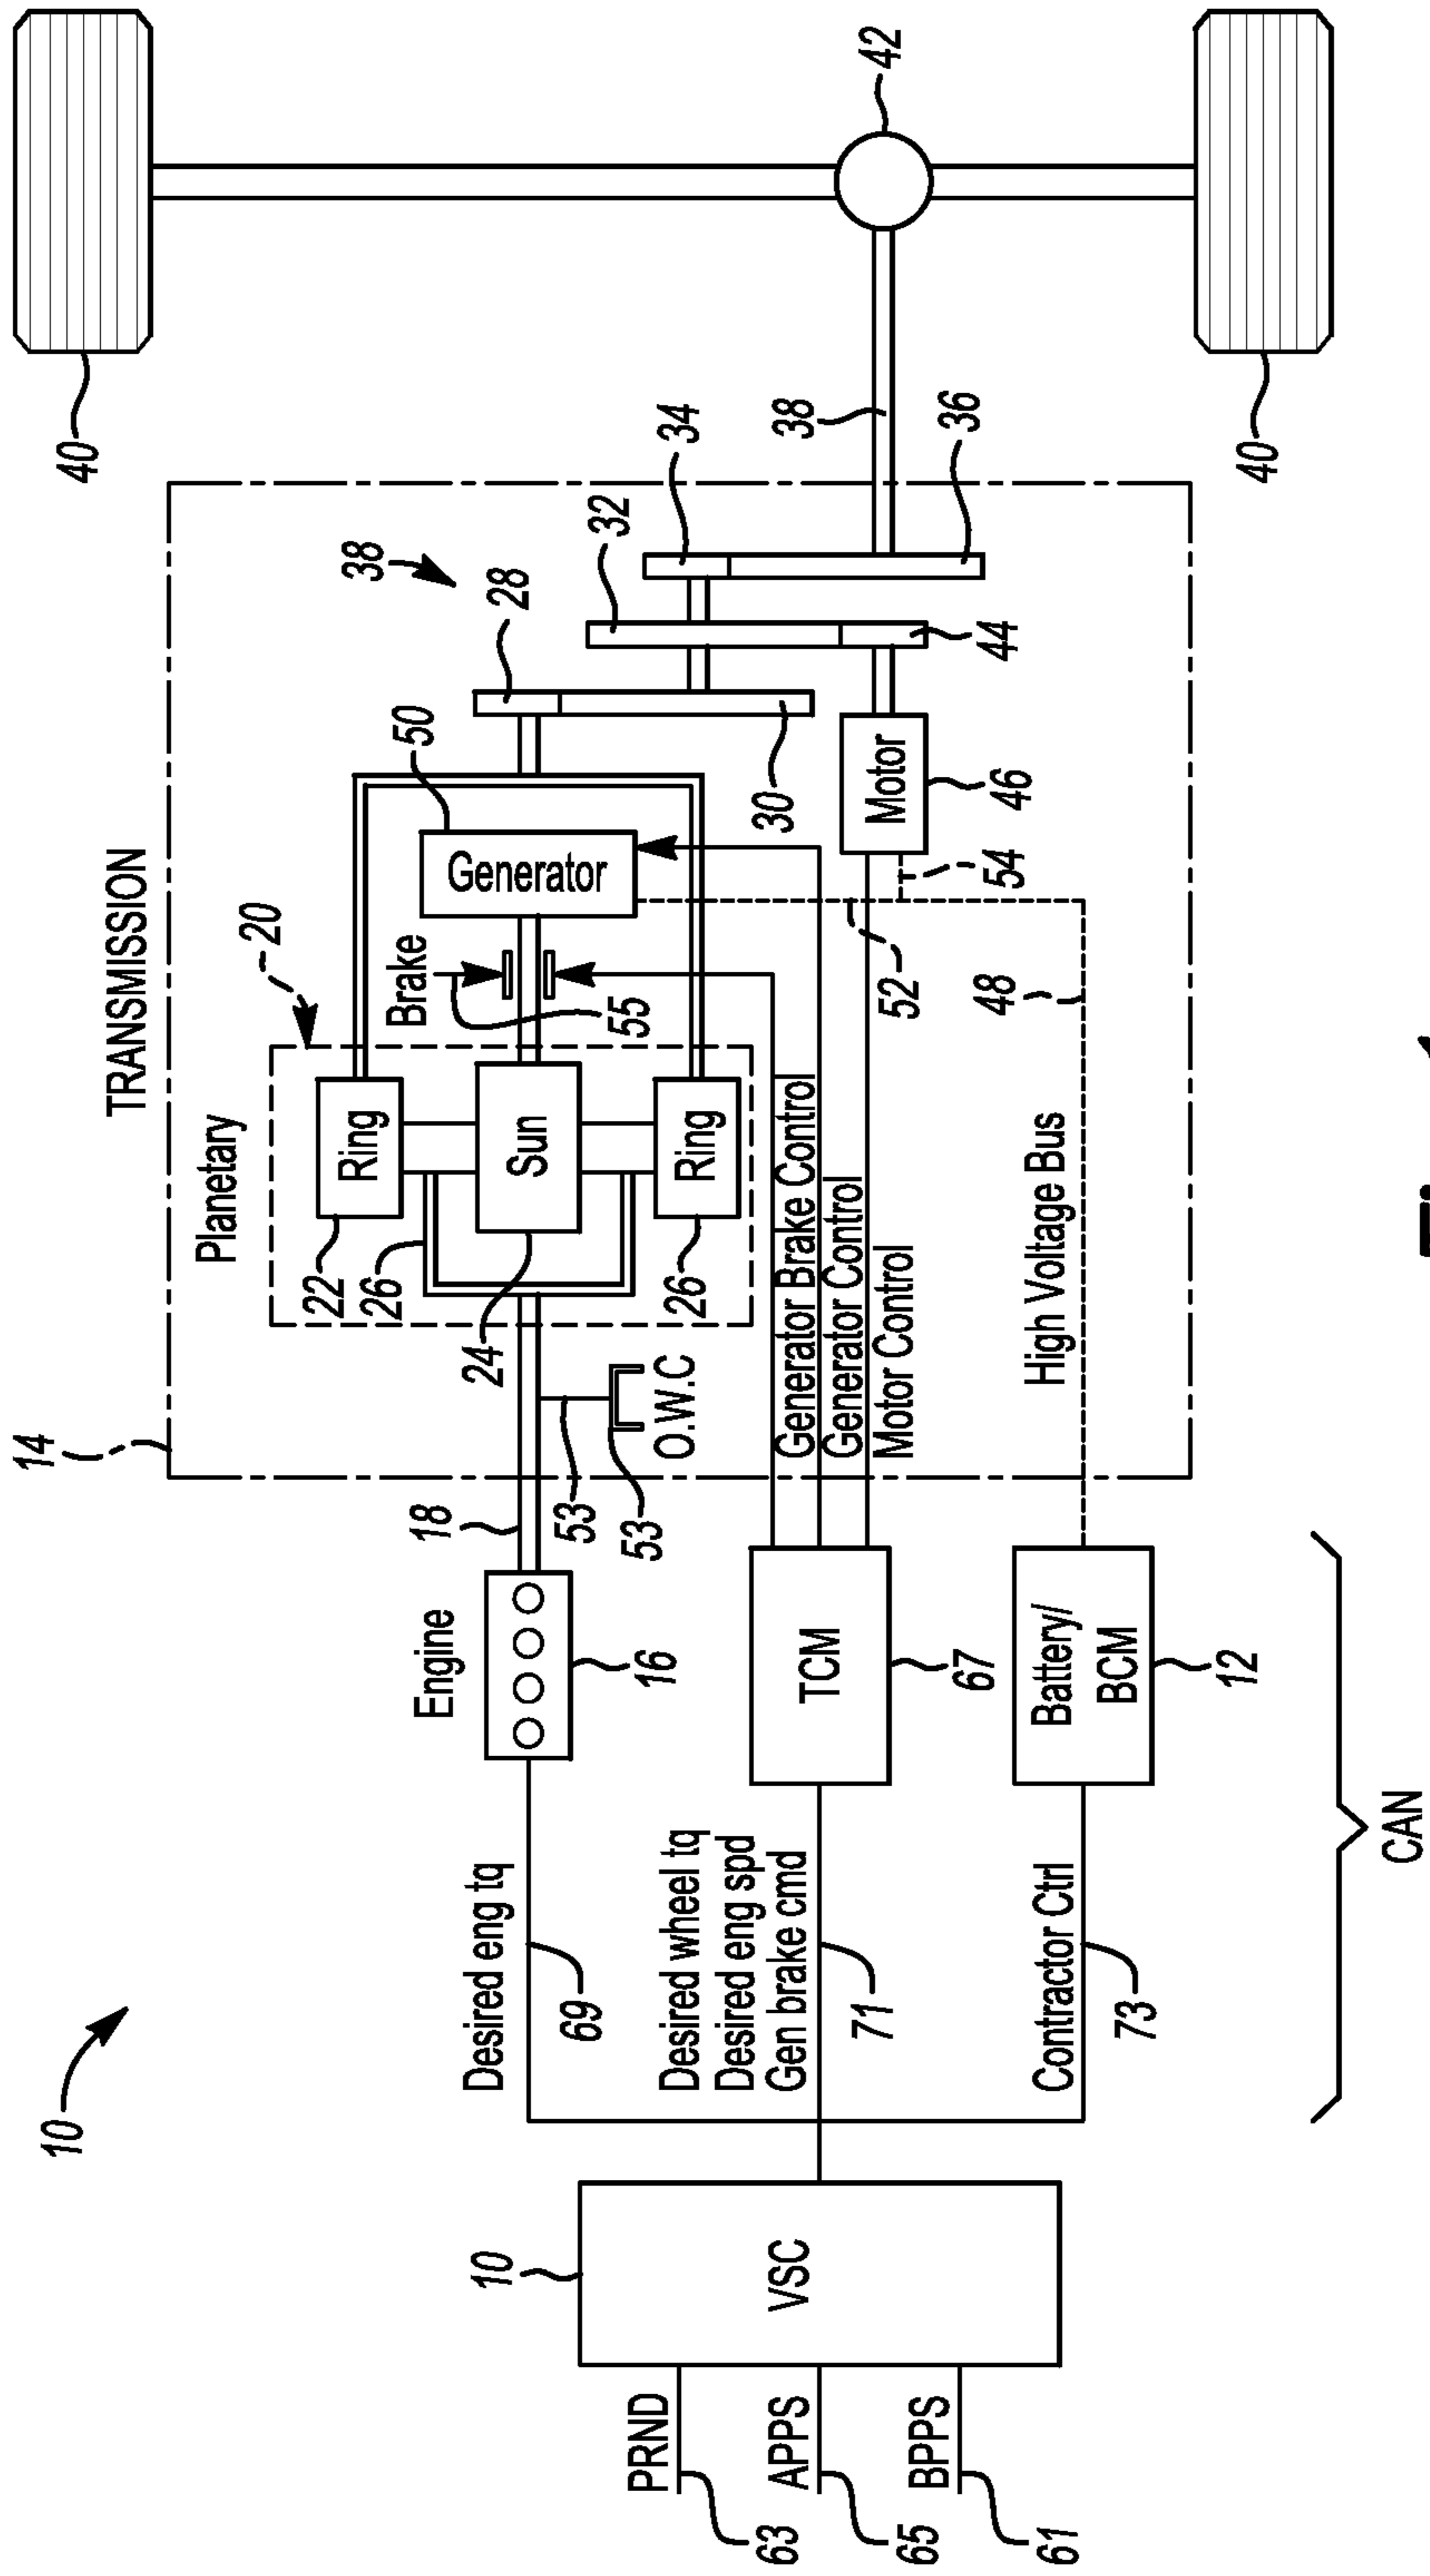 10
TRANSMISSION
14
Planetary
20
40
22
Ring
26
Brake
50
38
28
32
34
Engine
18
24
Sun
Generator
55
16
53
53
O.W.C
26
Ring
30
38
42
Desired eng tq
69
Generator Brake Control
Generator Control
Motor Control
Motor
46
44
36
PRND
63
APPS
65
BPPS
61
10
VSC
Desired wheel tq
Desired eng spd
Gen brake cmd
71
TCM
67
52
54
48
High Voltage Bus
Contractor Ctrl
73
Battery/
BCM
12
40
CAN